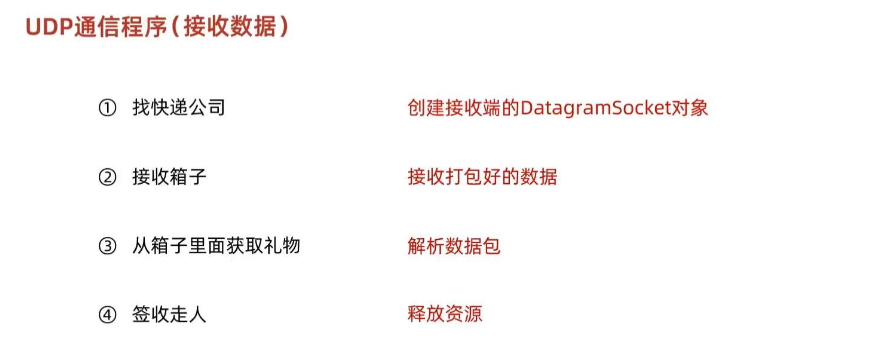 UDP通信程序(接收数据)
① 找快递公司 创建接收端的DatagramSocket对象
② 接收箱子 接收打包好的数据
③ 从箱子里面获取礼物 解析数据包
④ 签收走人 释放资源